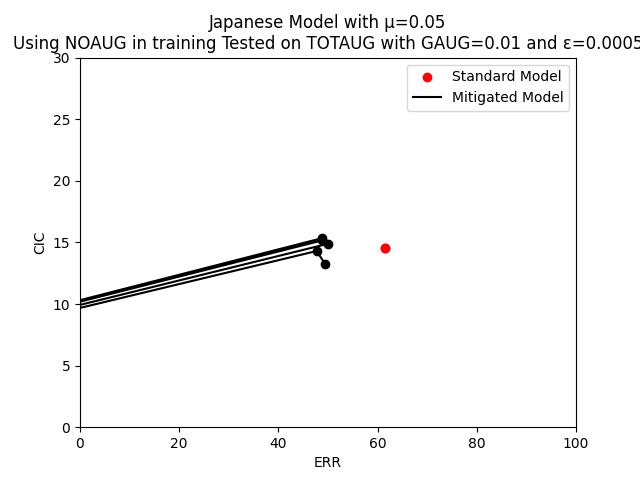 Japanese Model with μ=0.05
Using NOAUG in training Tested on TOTAUG with GAUG=0.01 and ε=0.0005
Standard Model
Mitigated Model
30
25
20
15
10
5
0
CIC
0 20 40 60 80 100
ERR